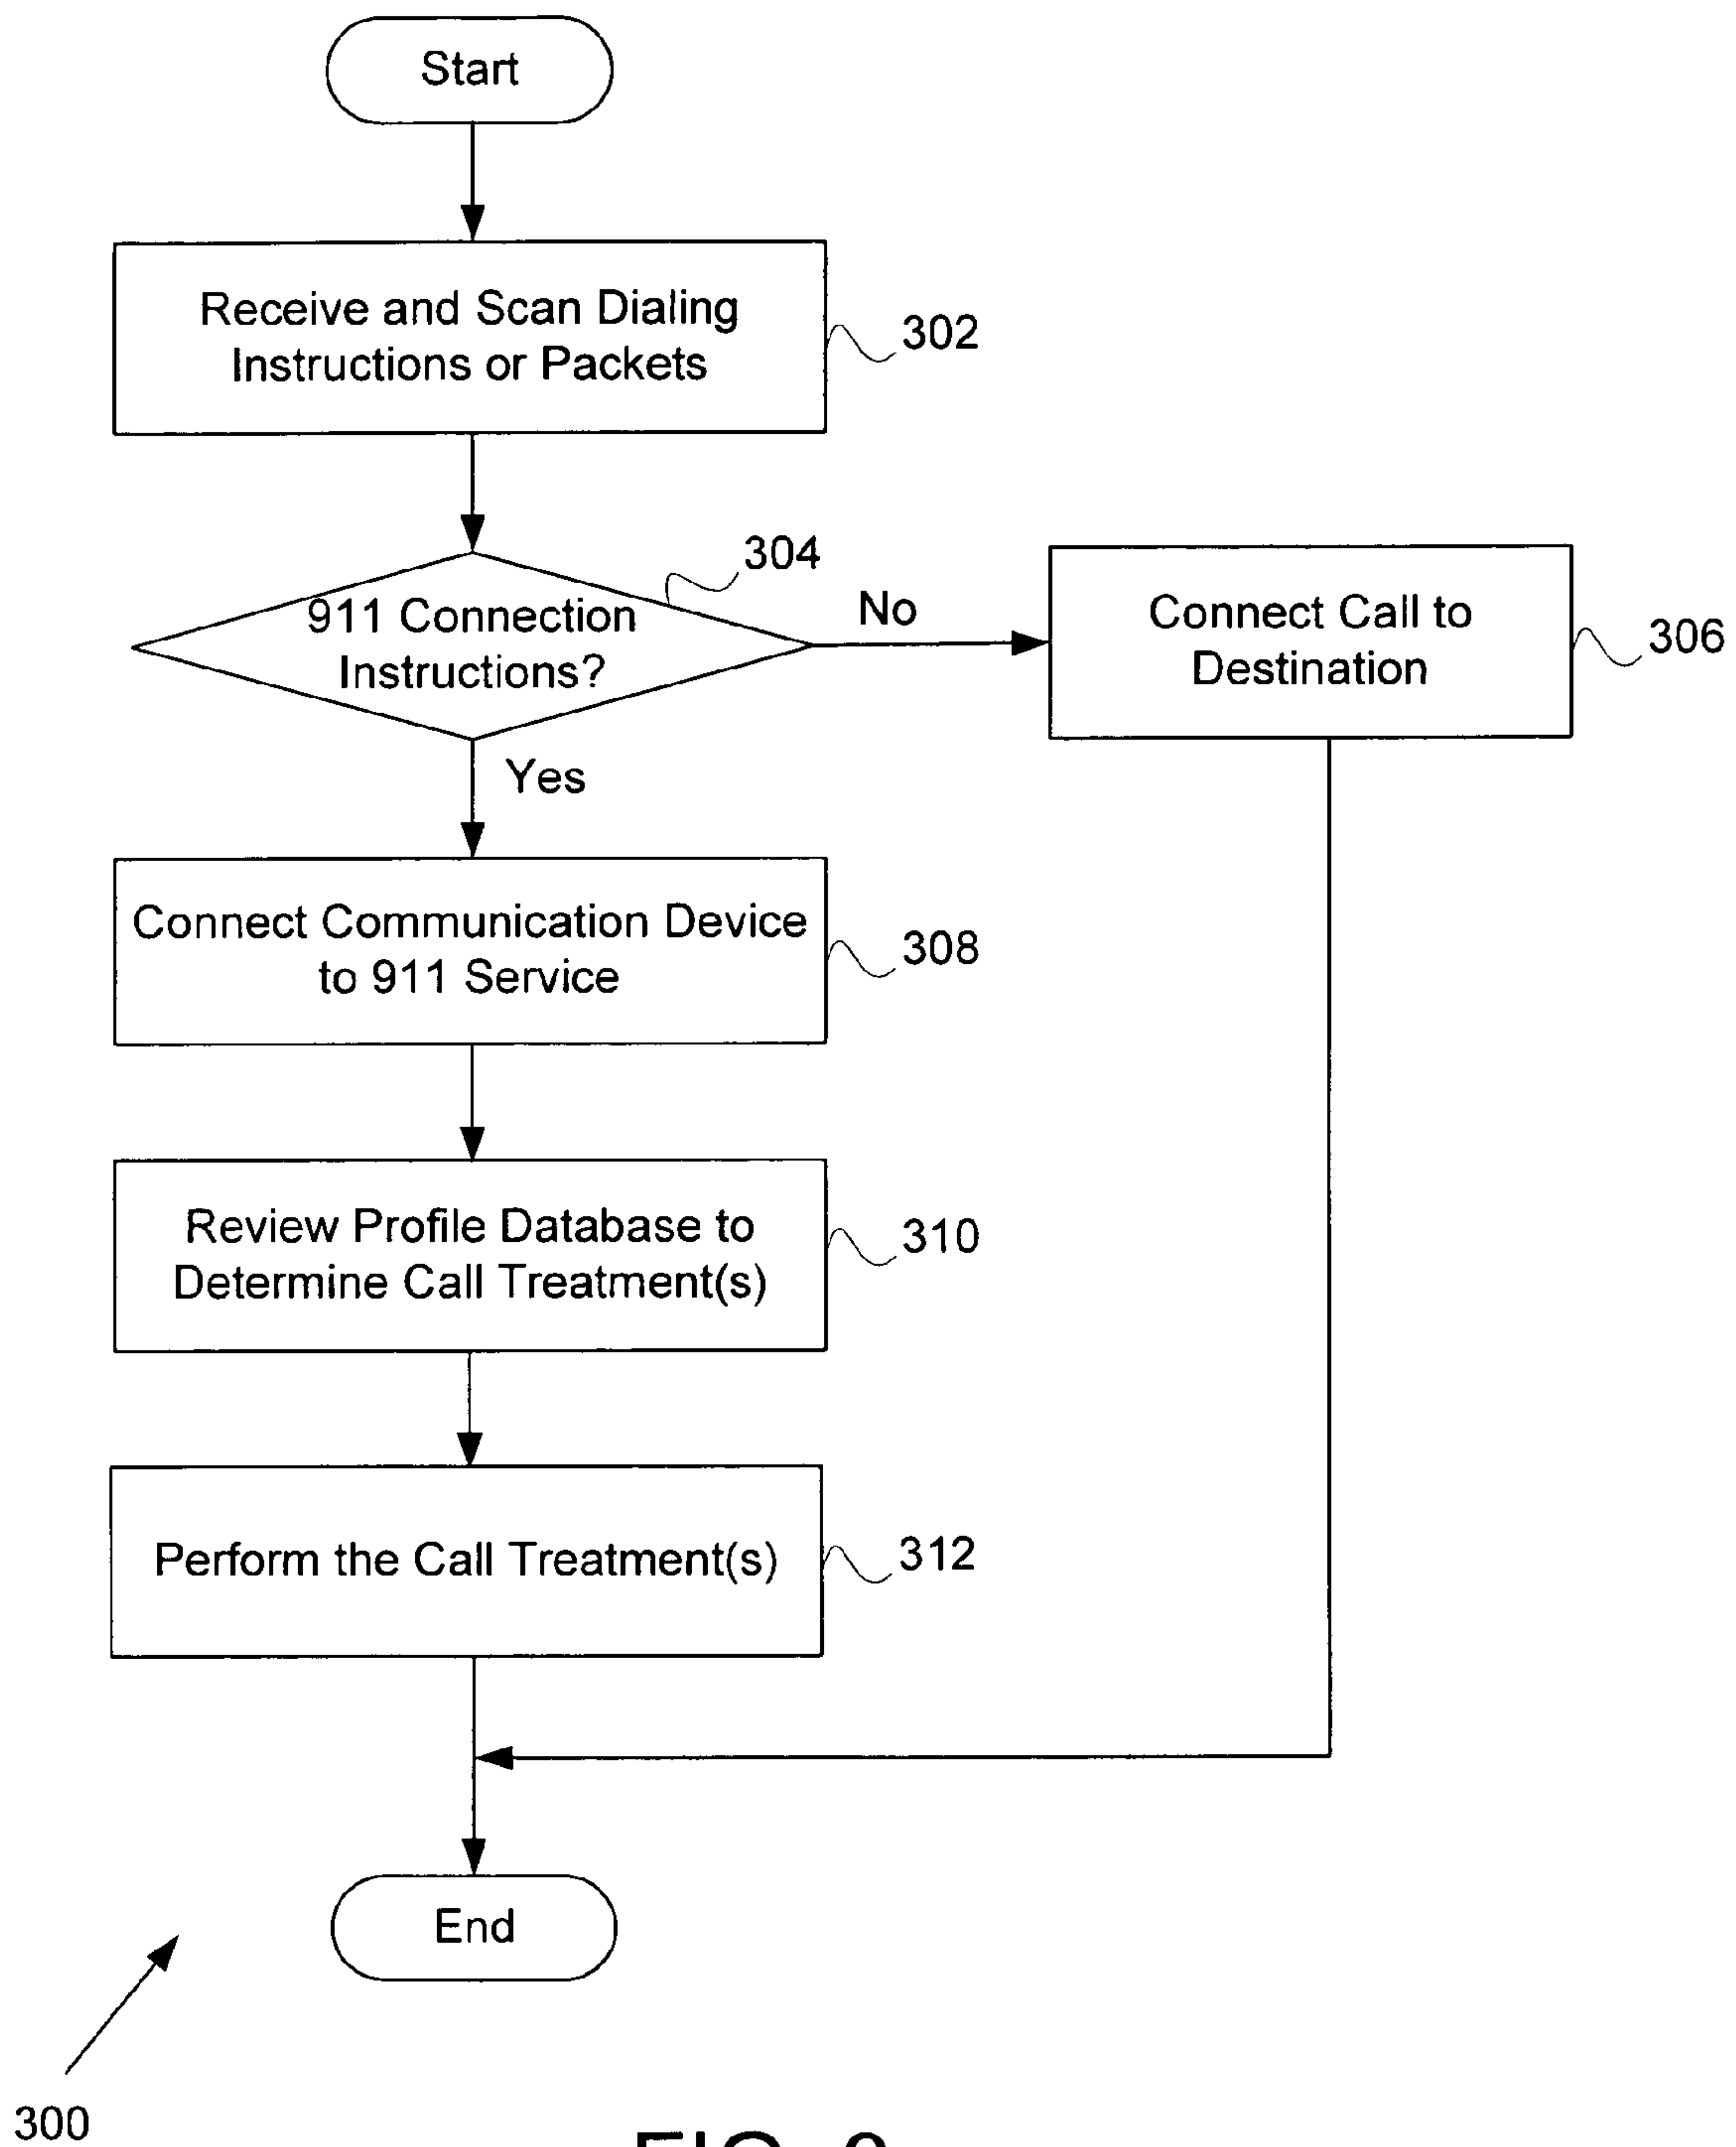 Start
Receive and Scan Dialing
Instructions or Packets
302
304
911 Connection
Instructions?
No
Connect Call to
Destination
306
Yes
Connect Communication Device
to 911 Service
308
Review Profile Database to
Determine Call Treatment(s)
310
Perform the Call Treatment(s)
312
End
300
FIG.